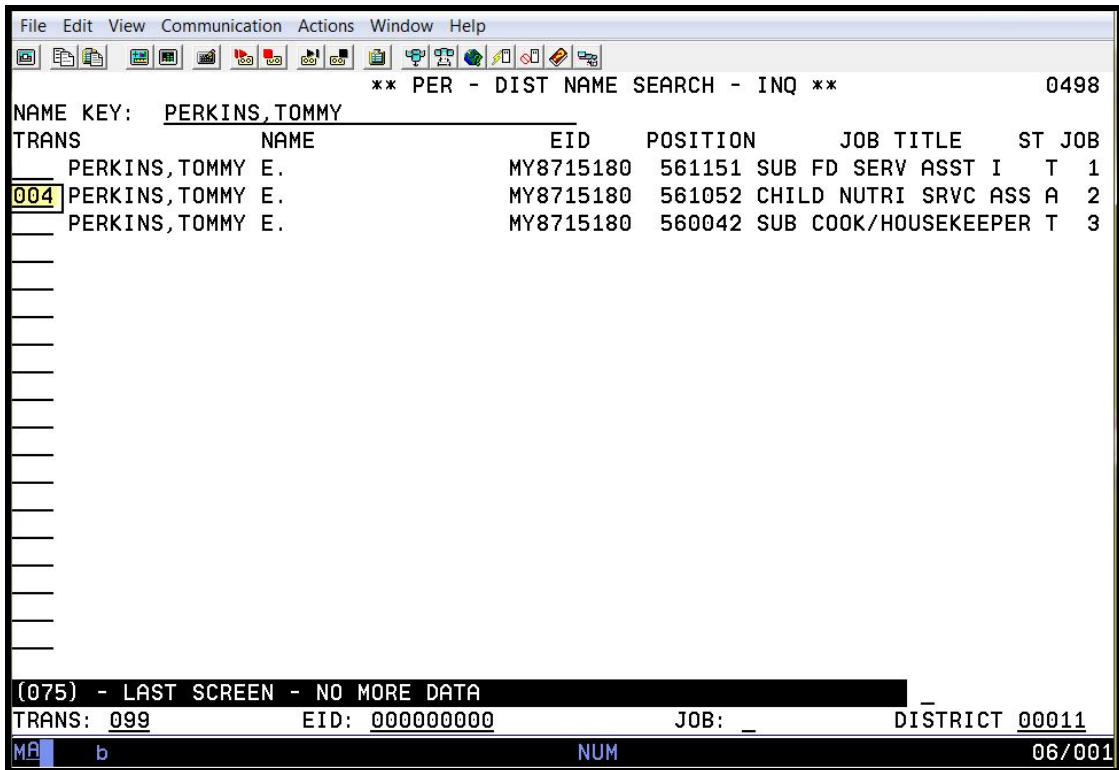 File Edit View Communication Actions Window Help
** PER - DIST NAME SEARCH - INQ ** 0498
NAME KEY: PERKINS,TOMMY
TRANS NAME EID POSITION JOB TITLE ST JOB
PERKINS,TOMMY E. MY8715180 561151 SUB FD SERV ASST I T 1
004 PERKINS,TOMMY E. MY8715180 561052 CHILD NUTRI SRVC ASS A 2
PERKINS,TOMMY E. MY8715180 560042 SUB COOK/HOUSEKEEPER T 3
(075) - LAST SCREEN - NO MORE DATA
TRANS: 099 EID: 000000000 JOB: _ DISTRICT 00011
MA b NUM 06/001